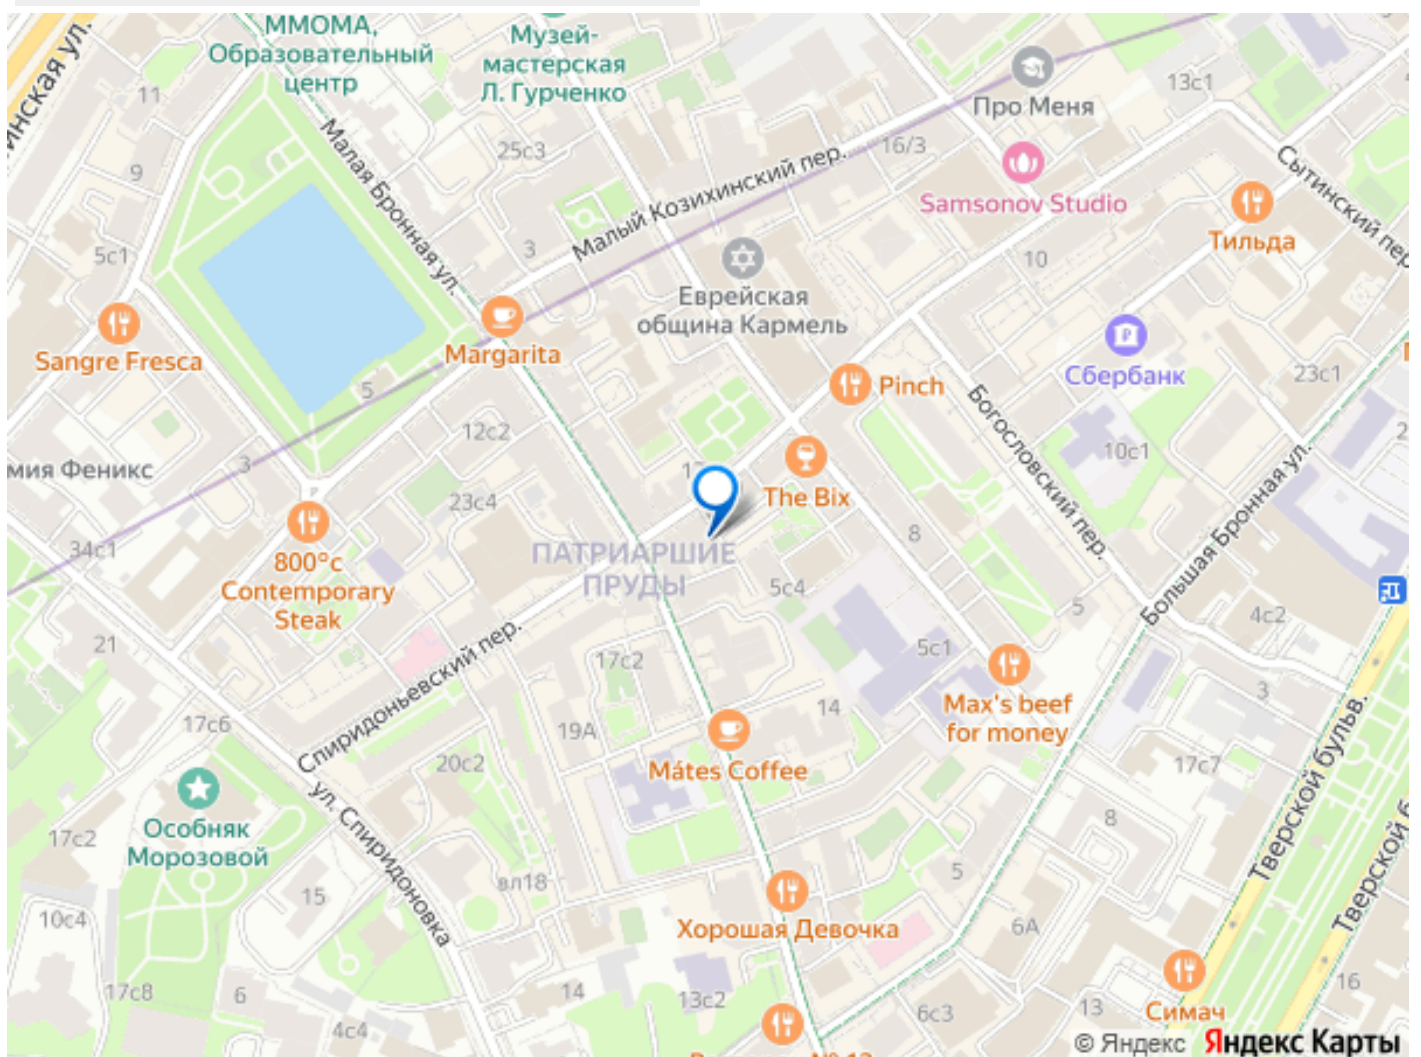 ММОМА,
Образовательный
центр
Музей-
мастерская
Л. Гурченко
11
9
25с3
Малая Бронная ул.
Малый Козихинский пер.
16/3
13с1
Про Меня
Samsonov Studio
Сытинский пер.
Тильда
5с1
3
10
Еврейская
община Кармель
Sangre Fresca
Margarita
5
Pinch
Сбербанк
23с1
12с2
Богословский пер.
10с1
Большая Бронная ул.
3
23с4
The Bix
8
34с1
800°с
Contemporary
Steak
ПАТРИАРШИЕ
ПРУДЫ
5с4
5
4с2
21
Спиридоньевский пер.
17с2
5с1
3
Max's beef
for money
17с6
19А
14
Mátes Coffee
20с2
17с7
Тверской бульв.
ул. Спиридоновка
Особняк
Морозовой
17с2
8
15
вл18
5
10с4
Хорошая Девочка
6А
17с8
6
4с4
14
13с2
6с3
13
16
Симач
© Яндекс Яндекс Карты